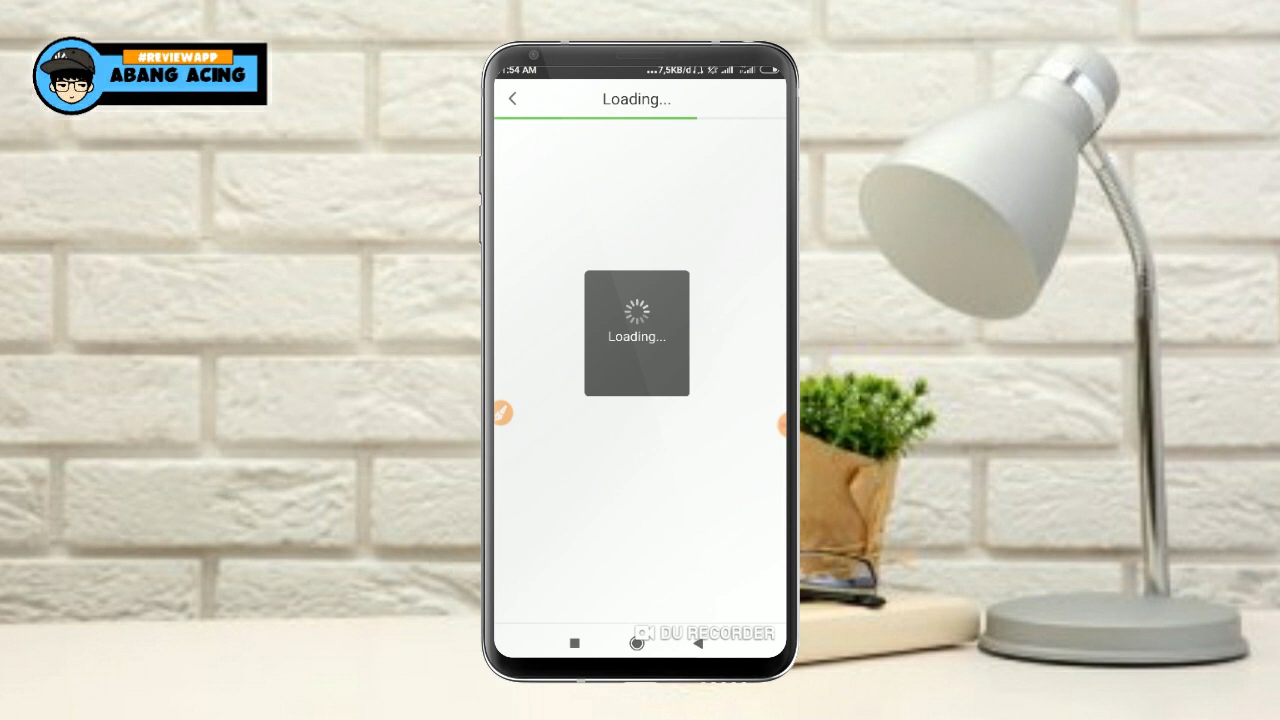 #REVIEWAPP
ABANG ACING
1:54 AM
...7,5KB/d
Loading...
Loading...
DU RECORDER